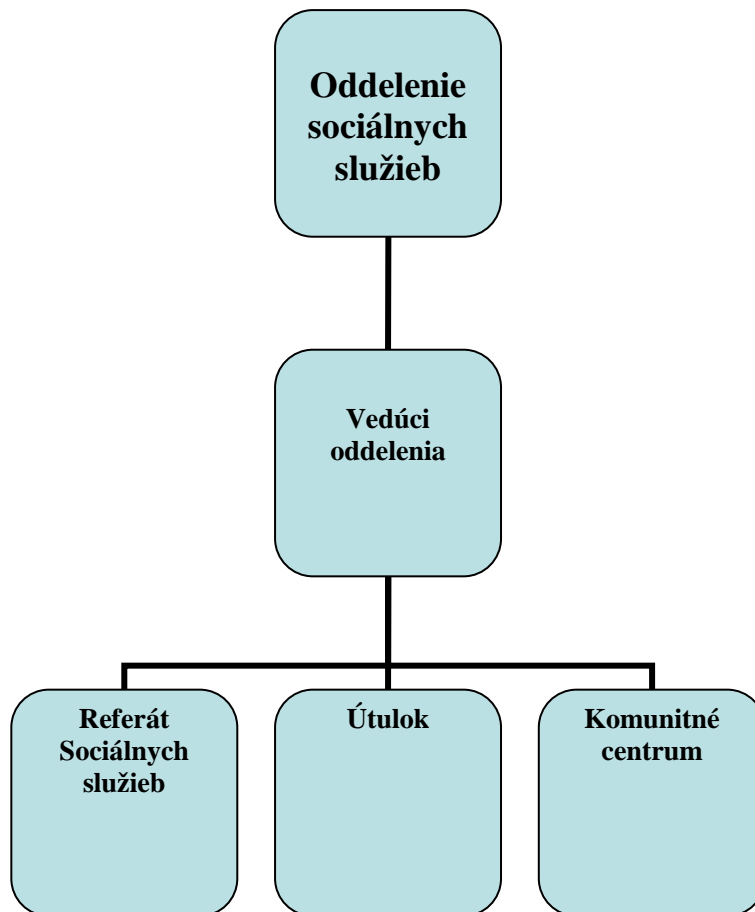 Oddelenie
sociálnych
služieb
Vedúci
oddelenia
Referát
Sociálnych
služieb
Útulok
Komunitné
centrum